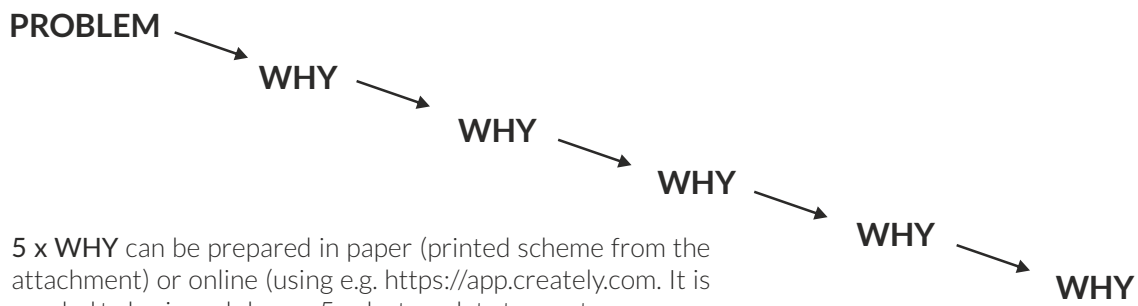 PROBLEM
WHY
WHY
WHY
WHY
WHY
5 x WHY can be prepared in paper (printed scheme from the
attachment) or online (using e.g. https://app.creately.com. It is